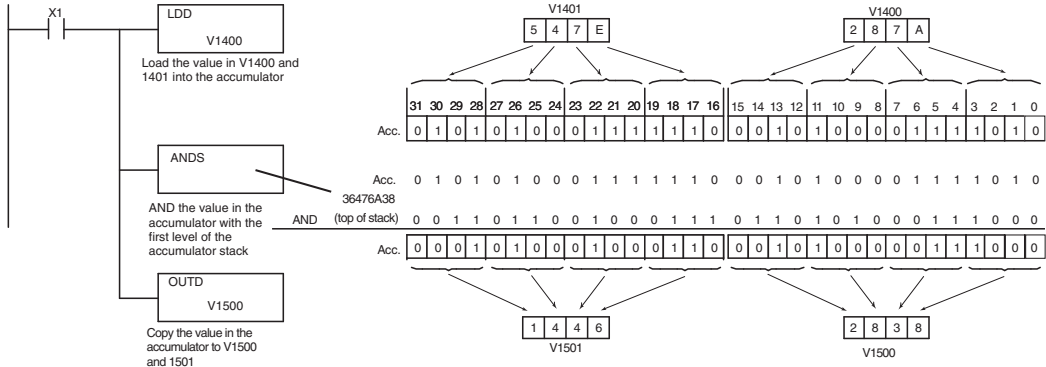 X1
LDD
V1400
Load the value in V1400 and
1401 into the accumulator
V1401
V1400
5 4 7 E
2 8 7 A
31 30 29 28 27 26 25 24 23 22 21 20 19 18 17 16 15 14 13 12 11 10 9 8 7 6 5 4 3 2 1 0
Acc. 0 1 0 1 0 1 0 0 0 1 1 1 1 1 1 0 0 0 1 0 1 0 0 0 0 1 1 1 1 0 1 0
ANDS
AND the value in the
accumulator with the
first level of the
accumulator stack
Acc. 0 1 0 1 0 1 0 0 0 1 1 1 1 1 1 0 0 0 1 0 1 0 0 0 0 1 1 1 1 0 1 0
36476A38
AND (top of stack) 0 0 1 1 0 1 1 0 0 1 0 0 0 1 1 1 0 1 1 0 1 0 1 0 0 0 1 1 1 0 0 0
Acc. 0 0 0 1 0 1 0 0 0 1 0 0 0 1 1 0 0 0 1 0 1 0 0 0 0 0 1 1 1 0 0 0
OUTD
V1500
Copy the value in the
accumulator to V1500
and 1501
1 4 4 6
V1501
2 8 3 8
V1500